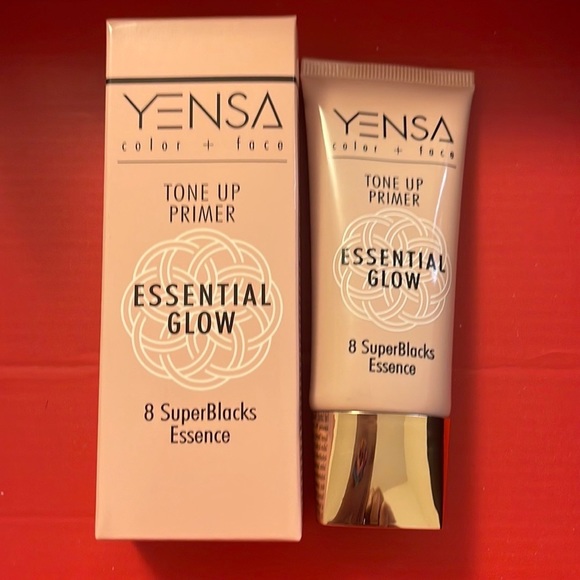 YENSA
color + face
TONE UP
PRIMER
ESSENTIAL
GLOW
8 SuperBlacks
Essence
YENSA
color + face
TONE UP
PRIMER
ESSENTIAL
GLOW
8 SuperBlacks
Essence